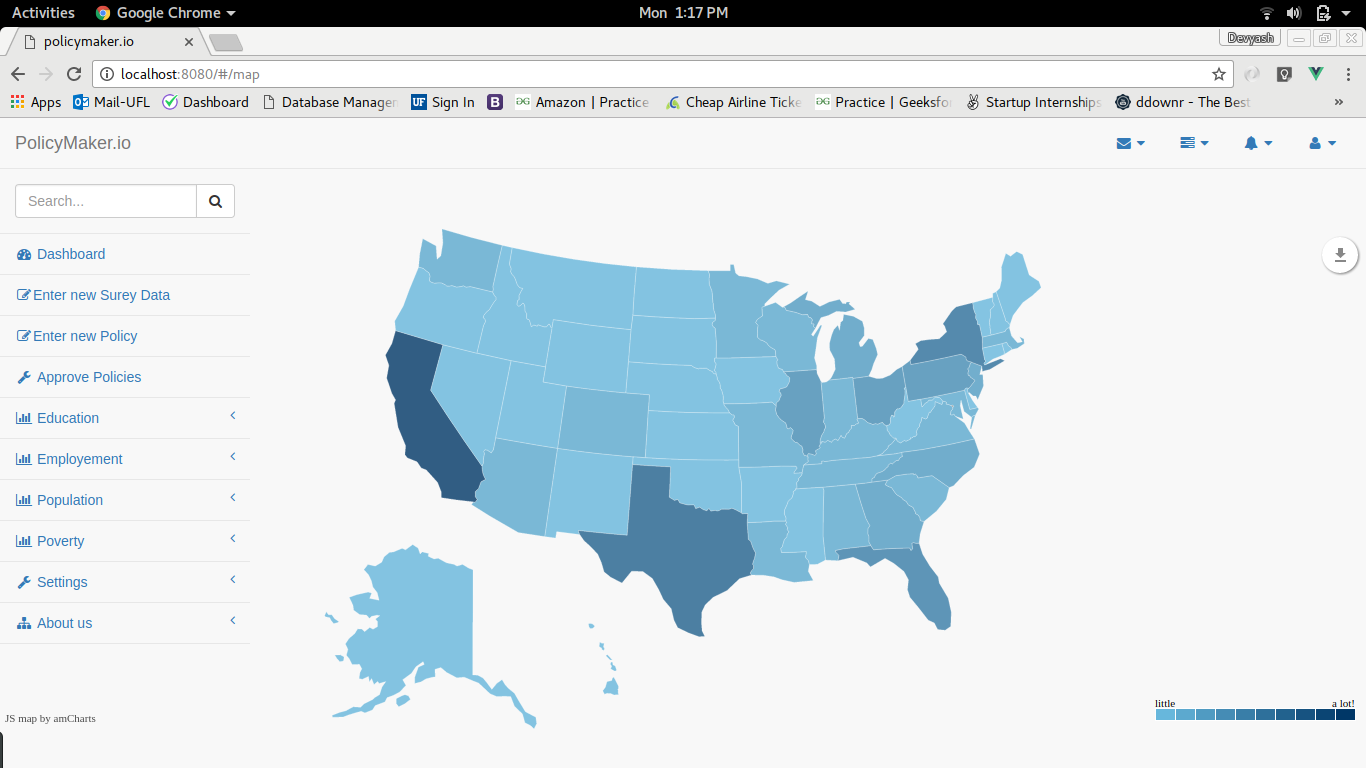 Activities Google Chrome Mon 1:17 PM
policymaker.io Devyash
localhost:8080/#/map
Apps Mail-UFL Dashboard Database Manager UF Sign In B Amazon | Practice Cheap Airline Ticke Practice | Geeksfo Startup Internships ddownr - The Best »
PolicyMaker.io
Search...
Dashboard
Enter new Surey Data
Enter new Policy
Approve Policies
Education
Employement
Population
Poverty
Settings
About us
little a lot!
JS map by amCharts